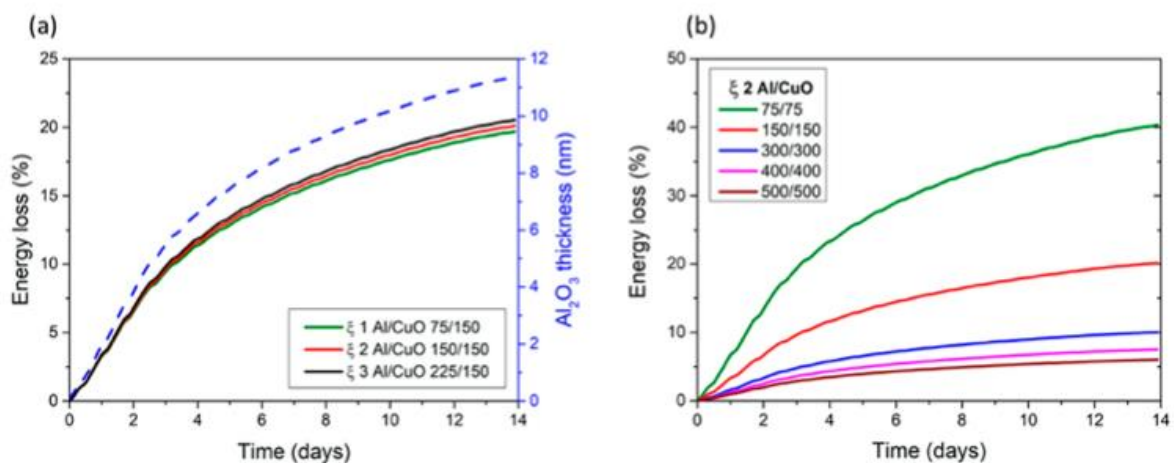 (a)
25
20
15
10
5
0
Energy loss (%)
12
10
8
6
4
2
0
Al₂O₃ thickness (nm)
ξ 1 Al/CuO 75/150
ξ 2 Al/CuO 150/150
ξ 3 Al/CuO 225/150
0 2 4 6 8 10 12 14
Time (days)
(b)
50
40
30
20
10
0
Energy loss (%)
ξ 2 Al/CuO
75/75
150/150
300/300
400/400
500/500
0 2 4 6 8 10 12 14
Time (days)